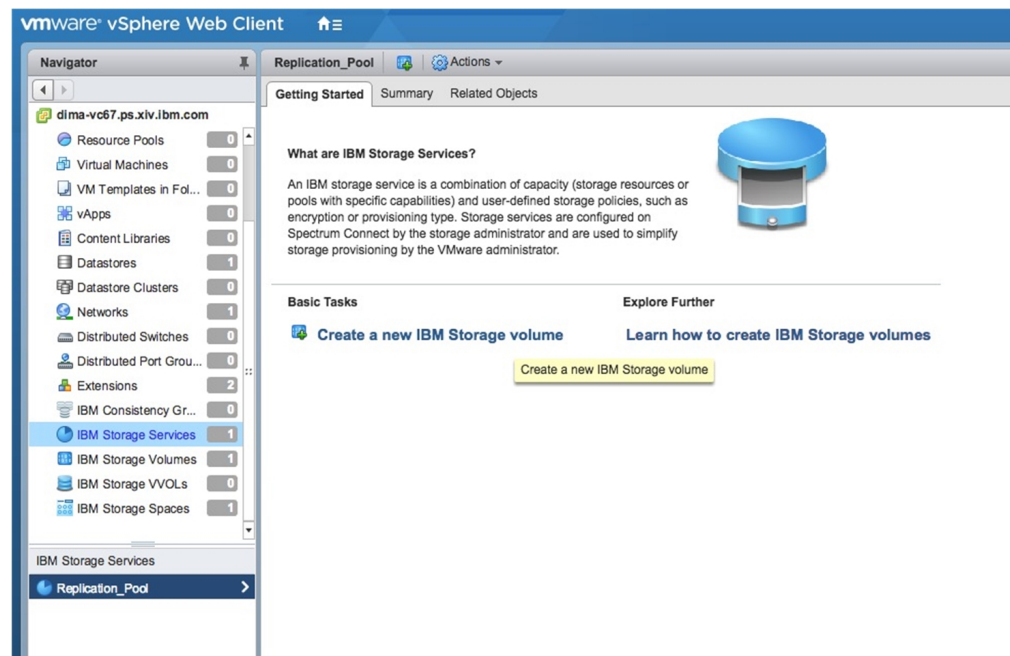 vmware® vSphere Web Client
Navigator
Replication_Pool
Actions
Getting Started
Summary
Related Objects
dima-vc67.ps.xiv.ibm.com
Resource Pools 0
Virtual Machines 0
VM Templates in Fol... 0
vApps 0
Content Libraries 0
Datastores 1
Datastore Clusters 0
Networks 1
Distributed Switches 0
Distributed Port Grou... 0
Extensions 2
IBM Consistency Gr... 0
IBM Storage Services 1
IBM Storage Volumes 1
IBM Storage VVOLs 0
IBM Storage Spaces 1
IBM Storage Services
Replication_Pool
What are IBM Storage Services?
An IBM storage service is a combination of capacity (storage resources or
pools with specific capabilities) and user-defined storage policies, such as
encryption or provisioning type. Storage services are configured on
Spectrum Connect by the storage administrator and are used to simplify
storage provisioning by the VMware administrator.
Basic Tasks
Create a new IBM Storage volume
Explore Further
Learn how to create IBM Storage volumes
Create a new IBM Storage volume